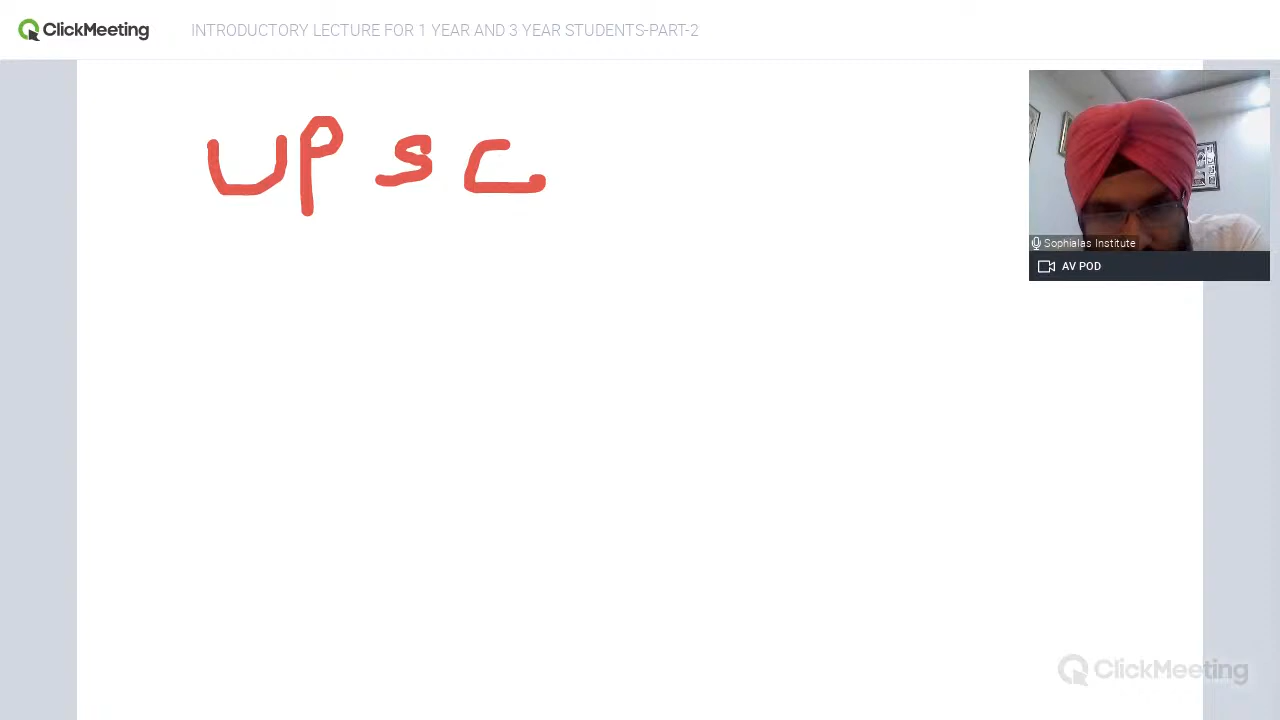 ClickMeeting INTRODUCTORY LECTURE FOR 1 YEAR AND 3 YEAR STUDENTS-PART-2
UPSC
Sophialas Institute
AV POD
ClickMeeting